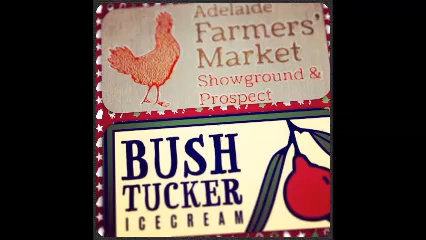 Adelaide
Farmers'
Market
Showground &
Prospect
BUSH
TUCKER
ICECREAM